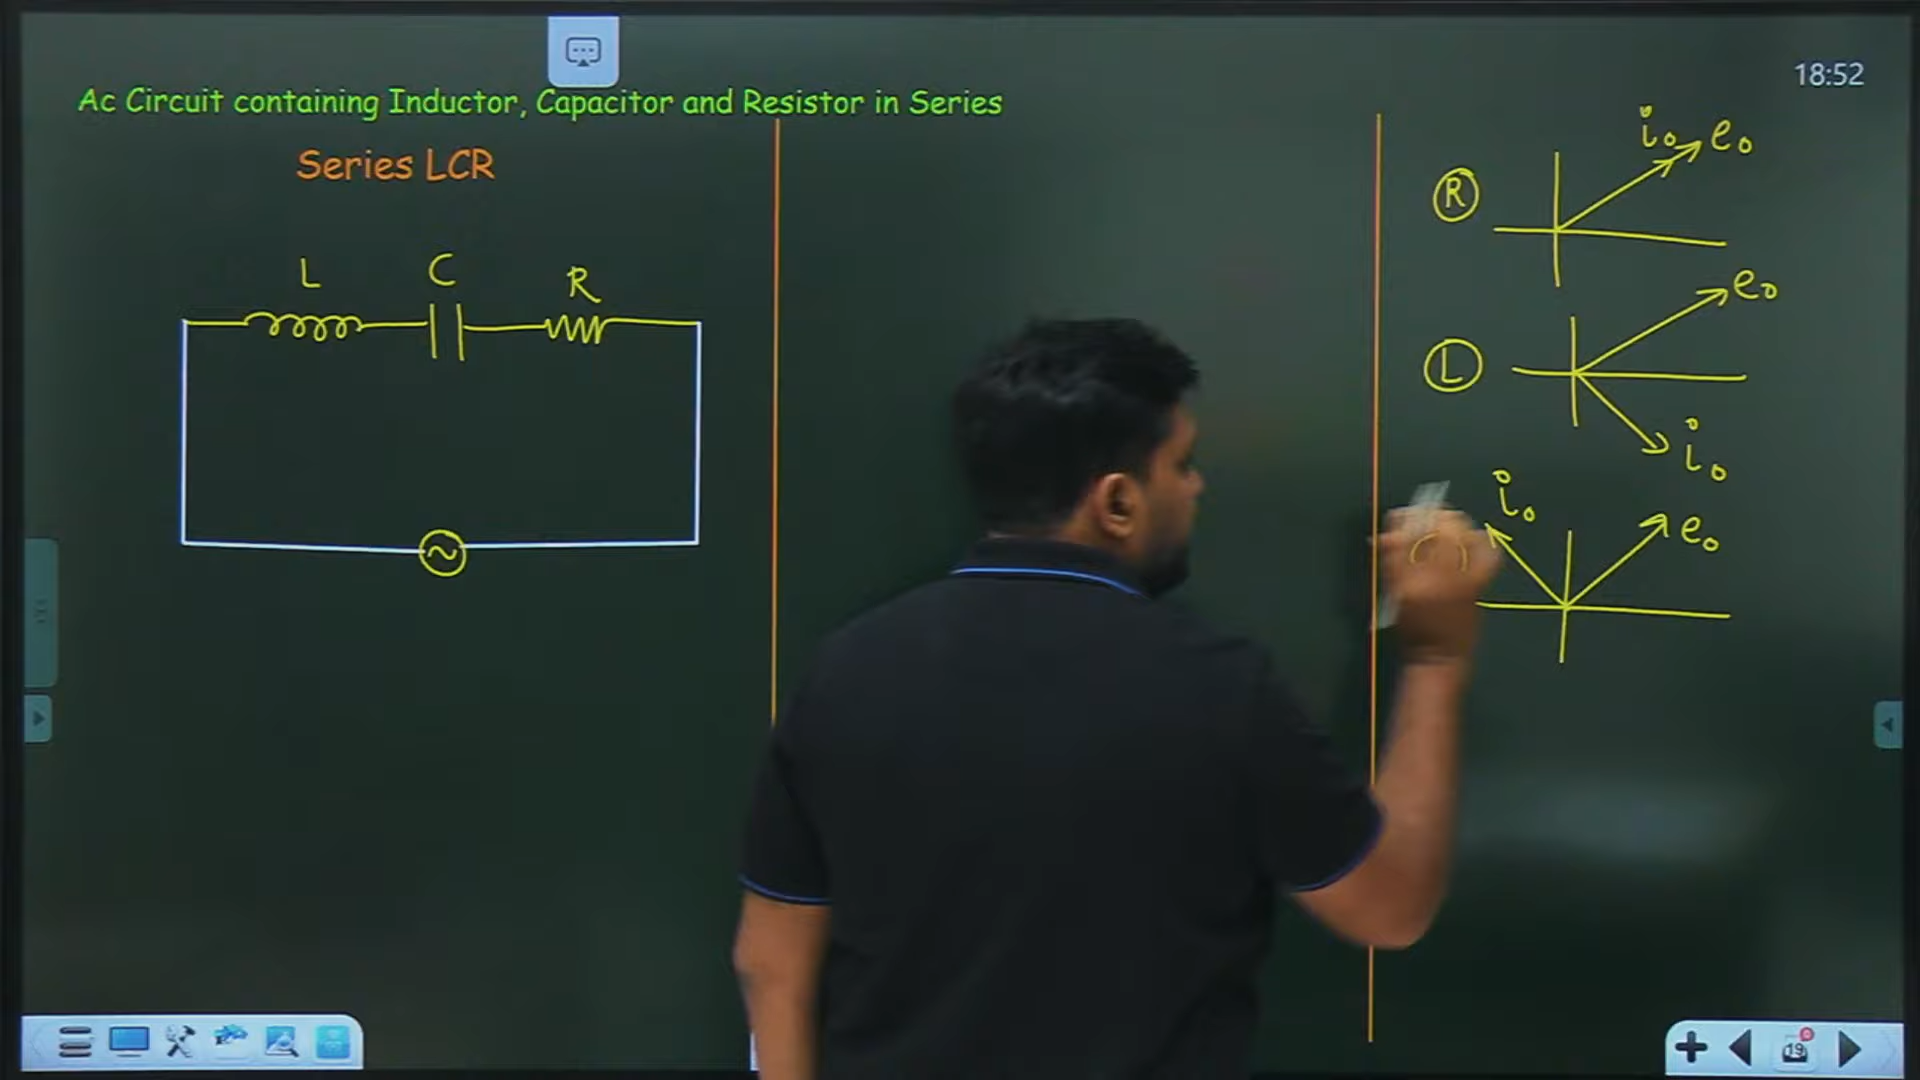 18:52
Ac Circuit containing Inductor, Capacitor and Resistor in Series
Series LCR
L C R
~
R
i₀ e₀
L
e₀
i₀
i₀ e₀
19